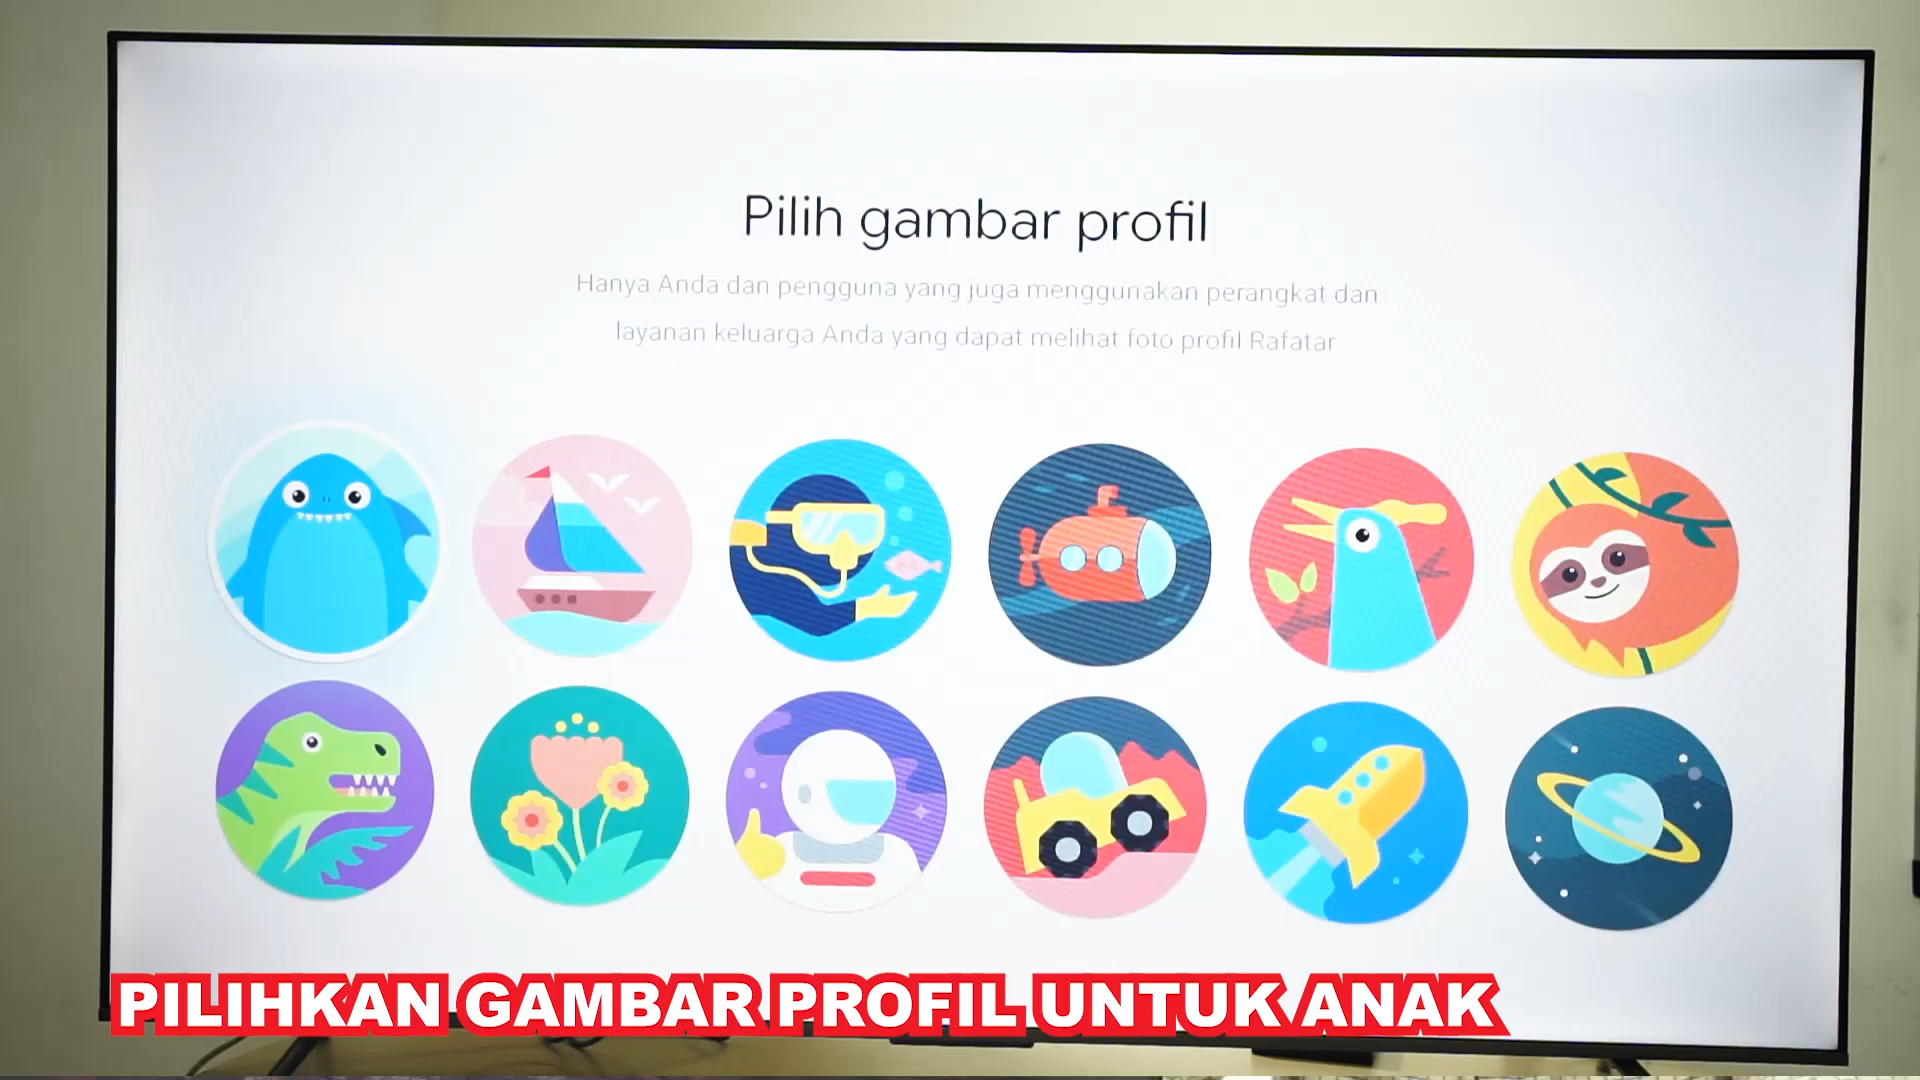 Pilih gambar profil
Hanya Anda dan pengguna yang juga menggunakan perangkat dan
layanan keluarga Anda yang dapat melihat foto profil Rafatar
PILIHKAN GAMBAR PROFIL UNTUK ANAK